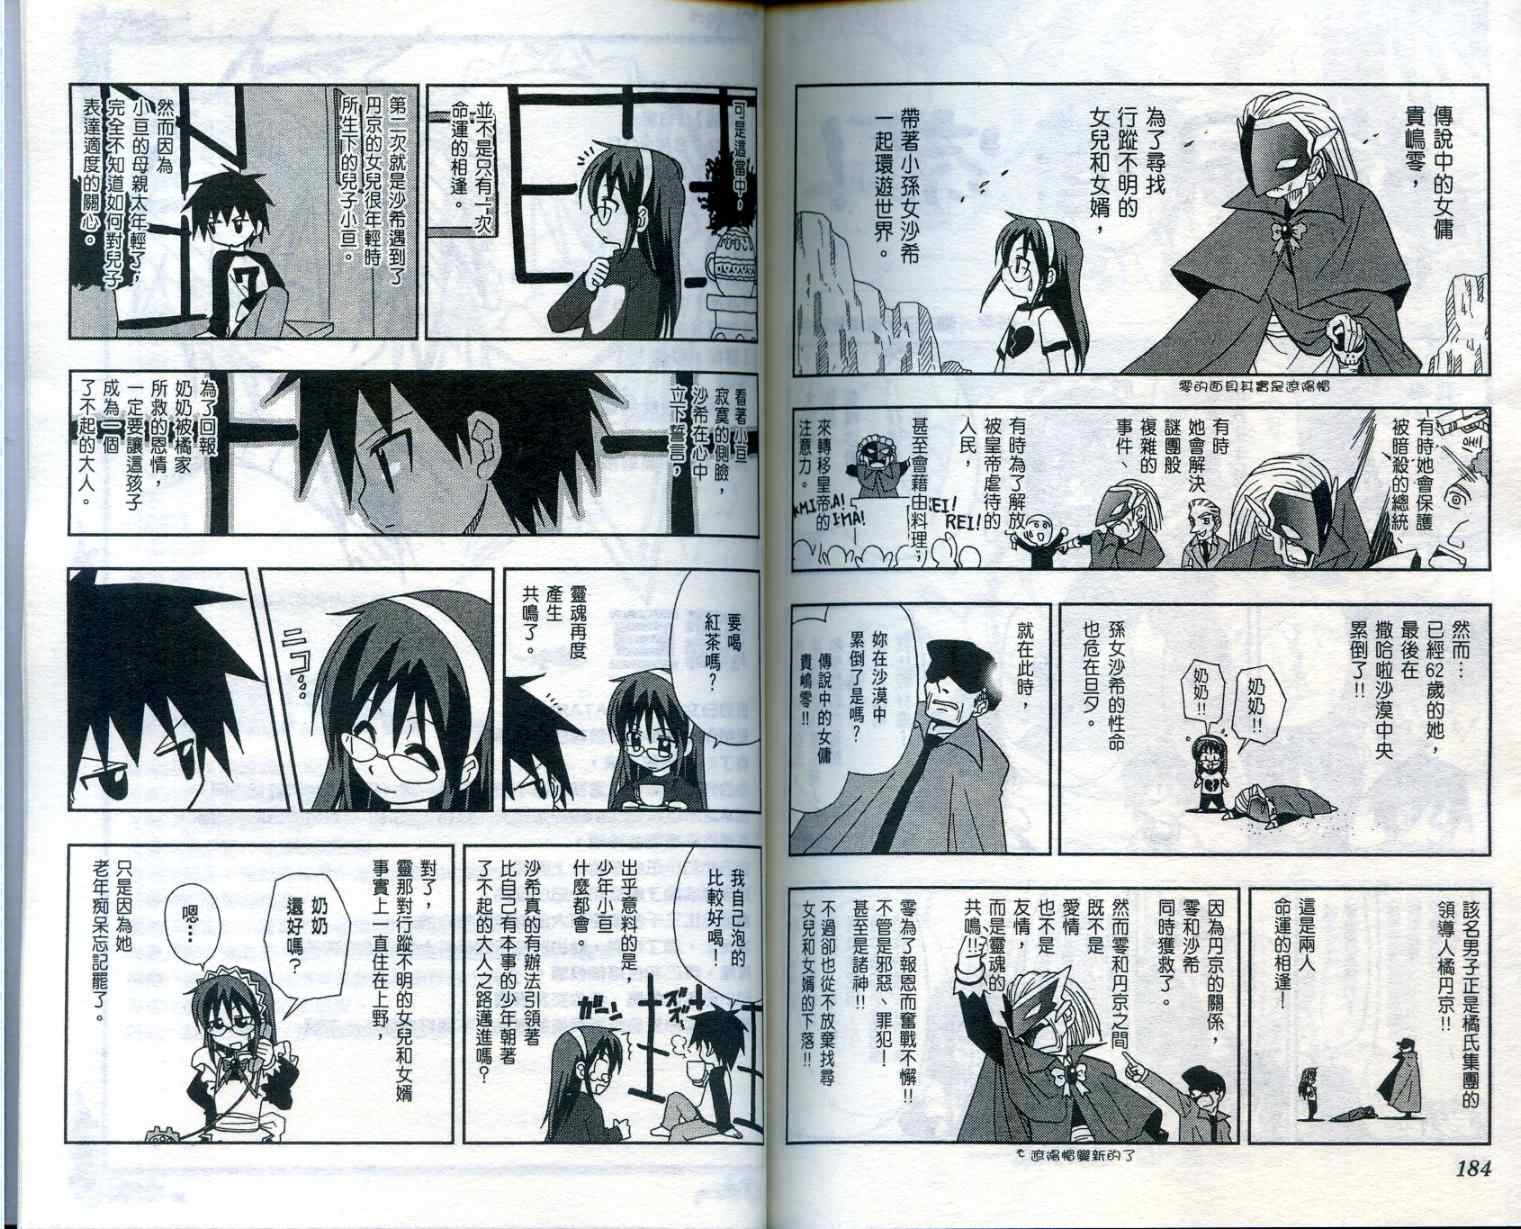 傳說中的女傭
貴嶋零，
為了尋找
行蹤不明的
女兒和女婿，
帶著小孫女沙希
一起環遊世界。
零的面具其實是遮陽帽
有時她會保護
被暗殺的總統
有時
她會解決
謎團般
複雜的
事件、
有時為了解放
被皇帝虐待的
人民，
甚至會藉由料理，
來轉移皇帝的
注意力。
REI!
然而…
已經62歲的她，
最後在
撒哈啦沙漠中央
累倒了!!
奶奶!!
奶奶!!
孫女沙希的性命
也危在旦夕。
就在此時，
妳在沙漠中
累倒了是嗎？
傳說中的女傭
貴嶋零!!
該名男子正是橘氏集團的
領導人橘丹京!!
這是兩人
命運的相逢！
因為丹京的關係，
零和沙希
同時獲救了。
然而零和丹京之間
既不是
愛情
也不是
友情，
而是靈魂的
共鳴!!
零為了報恩而奮戰不懈!!
不管是邪惡、罪犯！
甚至是諸神!!
不過卻也從不放棄找尋
女兒和女婿的下落!!
遮陽帽變新的了
184
可是這當中，
並不是只有一次
命運的相逢。
第二次就是沙希遇到了
丹京的女兒很年輕時
所生下的兒子小亘。
然而因為
小亘的母親太年輕了，
完全不知道如何對兒子
表達適度的關心。
看著小亘
寂寞的側臉，
沙希在心中
立下誓言，
為了回報
奶奶被橘家
所救的恩情，
一定要讓這孩子
成為一個
了不起的大人。
要喝
紅茶嗎？
靈魂再度
產生
共鳴了。
ニコ
我自己泡的
比較好喝！
ガーン
出乎意料的是，
少年小亘
什麼都會。
沙希真的有辦法引領著
比自己有本事的少年朝著
了不起的大人之路邁進嗎？
對了，
靈那對行蹤不明的女兒和女婿
事實上一直住在上野，
奶奶
還好嗎？
嗯…
只是因為她
老年痴呆忘記罷了。